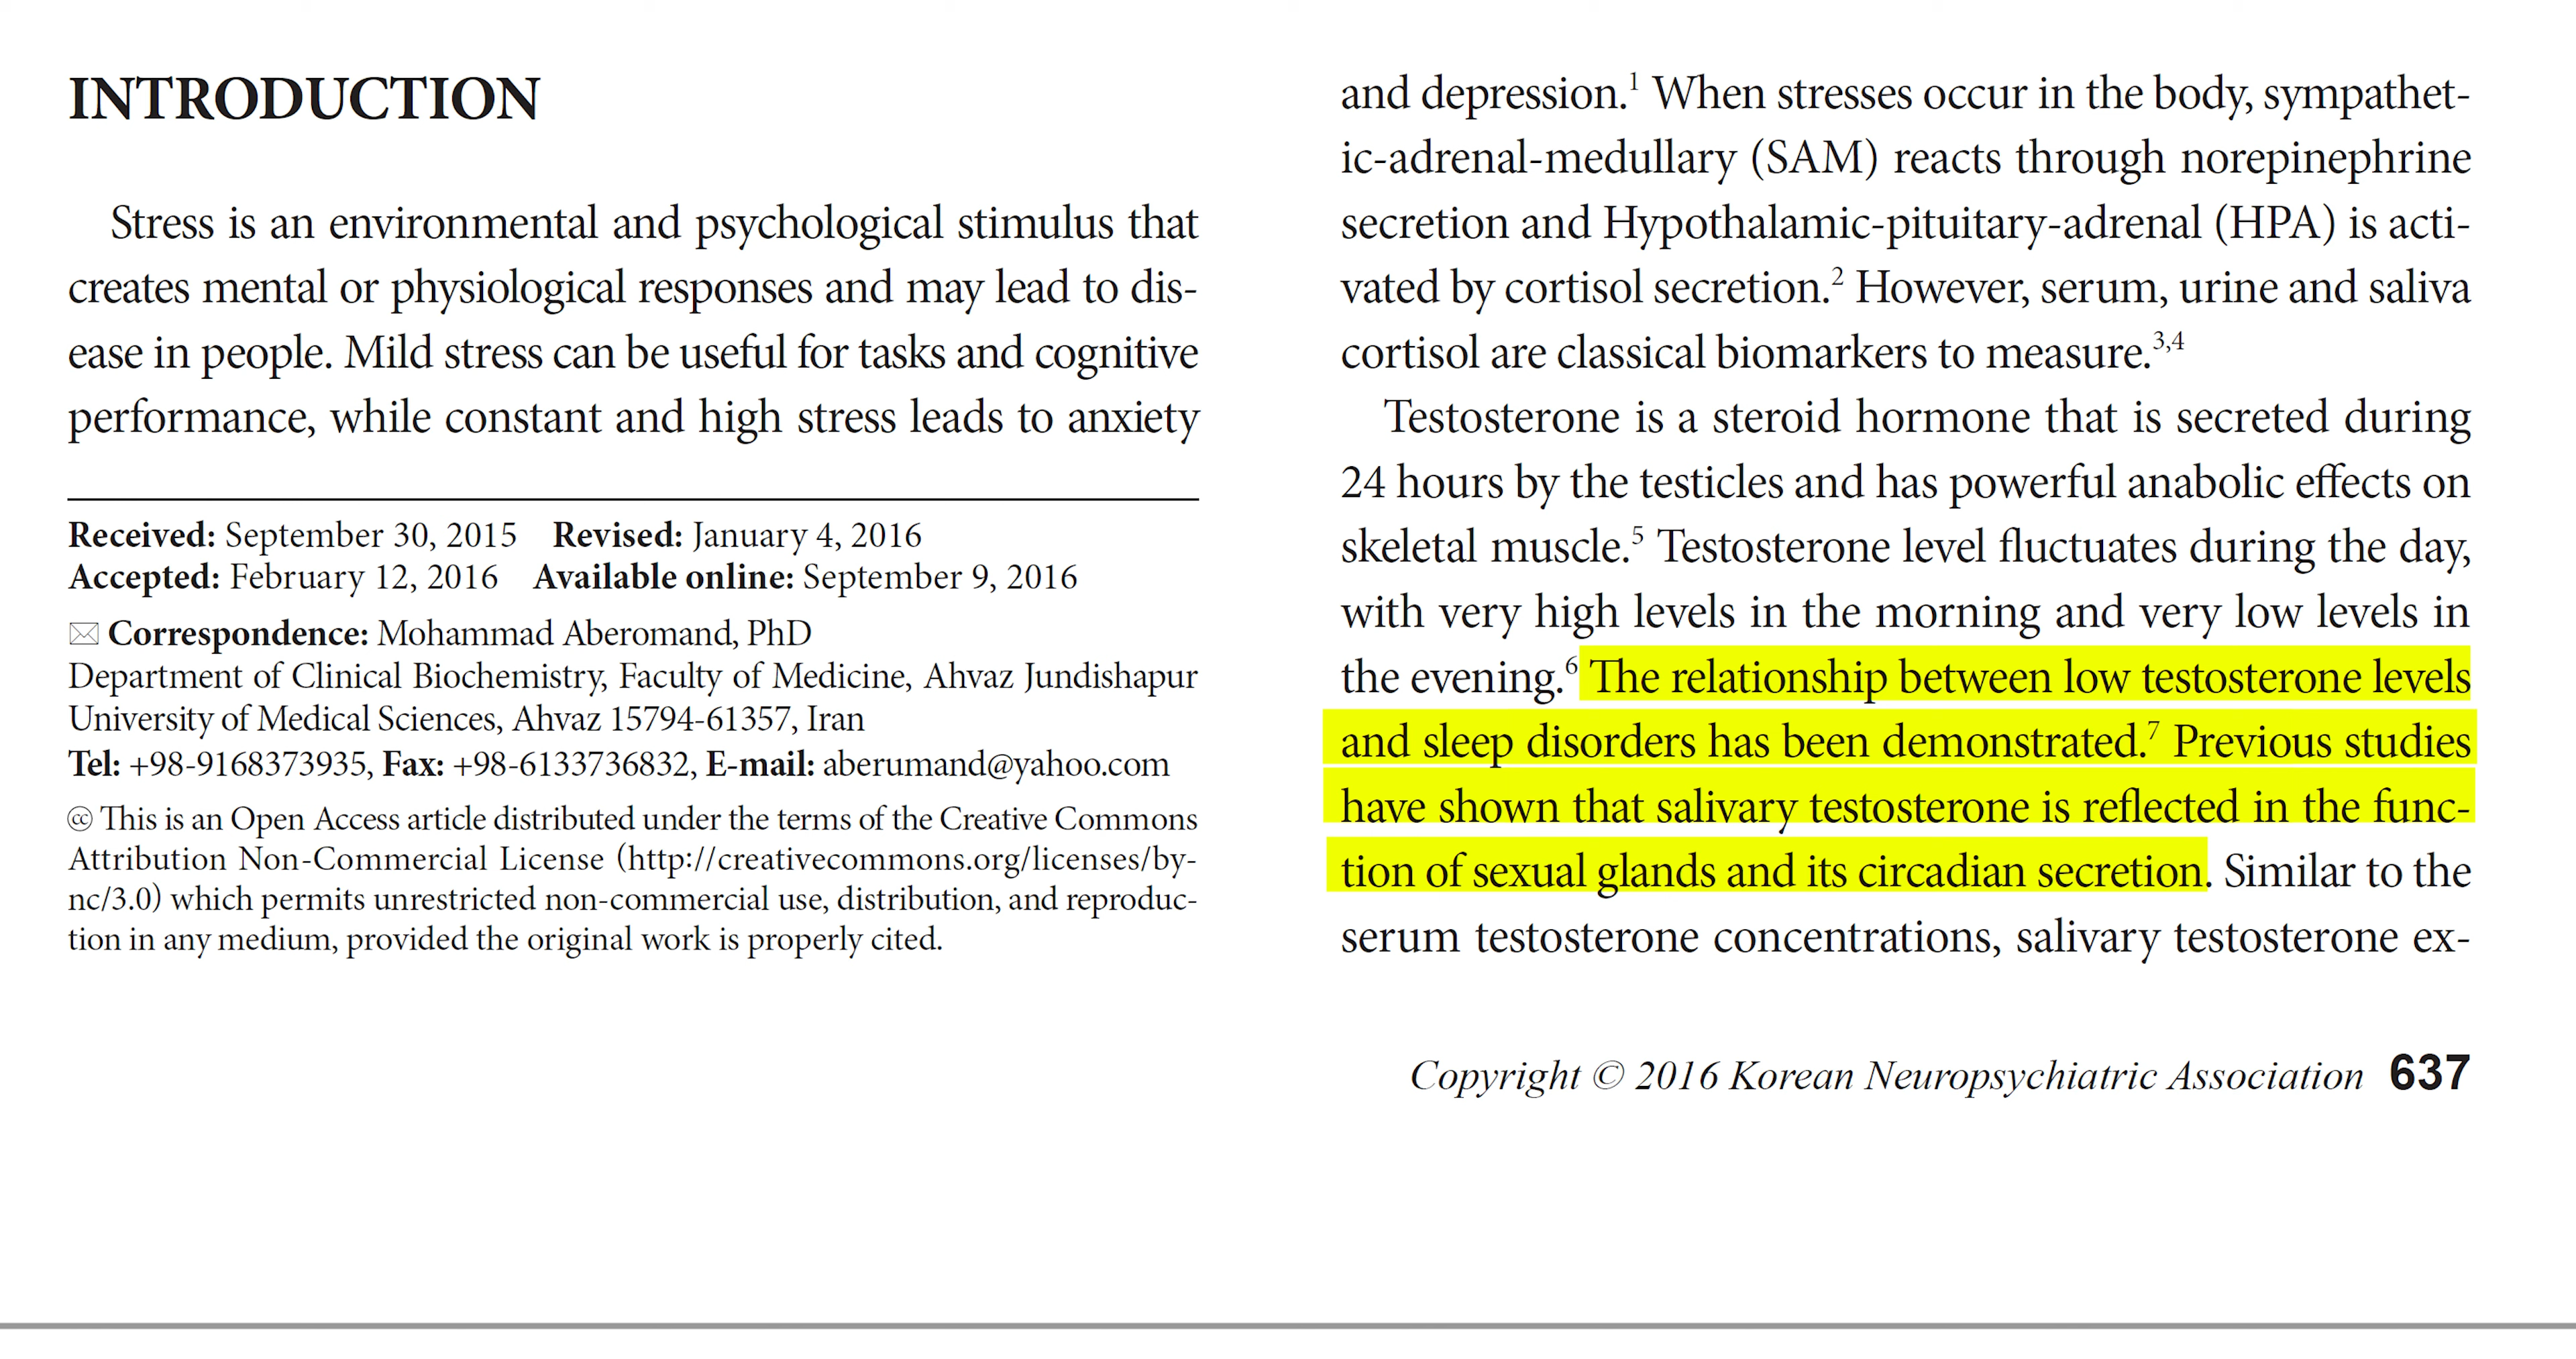 INTRODUCTION
Stress is an environmental and psychological stimulus that
creates mental or physiological responses and may lead to dis-
ease in people. Mild stress can be useful for tasks and cognitive
performance, while constant and high stress leads to anxiety
Received: September 30, 2015 Revised: January 4, 2016
Accepted: February 12, 2016 Available online: September 9, 2016
✉ Correspondence: Mohammad Aberomand, PhD
Department of Clinical Biochemistry, Faculty of Medicine, Ahvaz Jundishapur
University of Medical Sciences, Ahvaz 15794-61357, Iran
Tel: +98-9168373935, Fax: +98-6133736832, E-mail: aberumand@yahoo.com
cc This is an Open Access article distributed under the terms of the Creative Commons
Attribution Non-Commercial License (http://creativecommons.org/licenses/by-
nc/3.0) which permits unrestricted non-commercial use, distribution, and reproduc-
tion in any medium, provided the original work is properly cited.
and depression.1 When stresses occur in the body, sympathet-
ic-adrenal-medullary (SAM) reacts through norepinephrine
secretion and Hypothalamic-pituitary-adrenal (HPA) is acti-
vated by cortisol secretion.2 However, serum, urine and saliva
cortisol are classical biomarkers to measure.3,4
Testosterone is a steroid hormone that is secreted during
24 hours by the testicles and has powerful anabolic effects on
skeletal muscle.5 Testosterone level fluctuates during the day,
with very high levels in the morning and very low levels in
the evening.6 The relationship between low testosterone levels
and sleep disorders has been demonstrated.7 Previous studies
have shown that salivary testosterone is reflected in the func-
tion of sexual glands and its circadian secretion. Similar to the
serum testosterone concentrations, salivary testosterone ex-
Copyright © 2016 Korean Neuropsychiatric Association 637